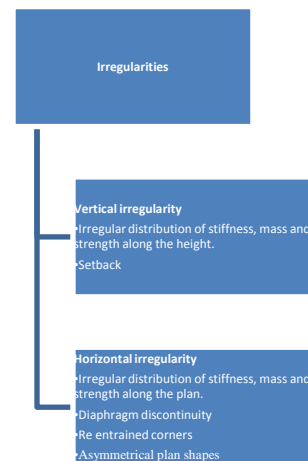 Irregularities
Vertical irregularity
•Irregular distribution of stiffness, mass and
strength along the height.
•Setback
Horizontal irregularity
•Irregular distribution of stiffness, mass and
strength along the plan.
•Diaphragm discontinuity
•Re entrained corners
•Asymmetrical plan shapes